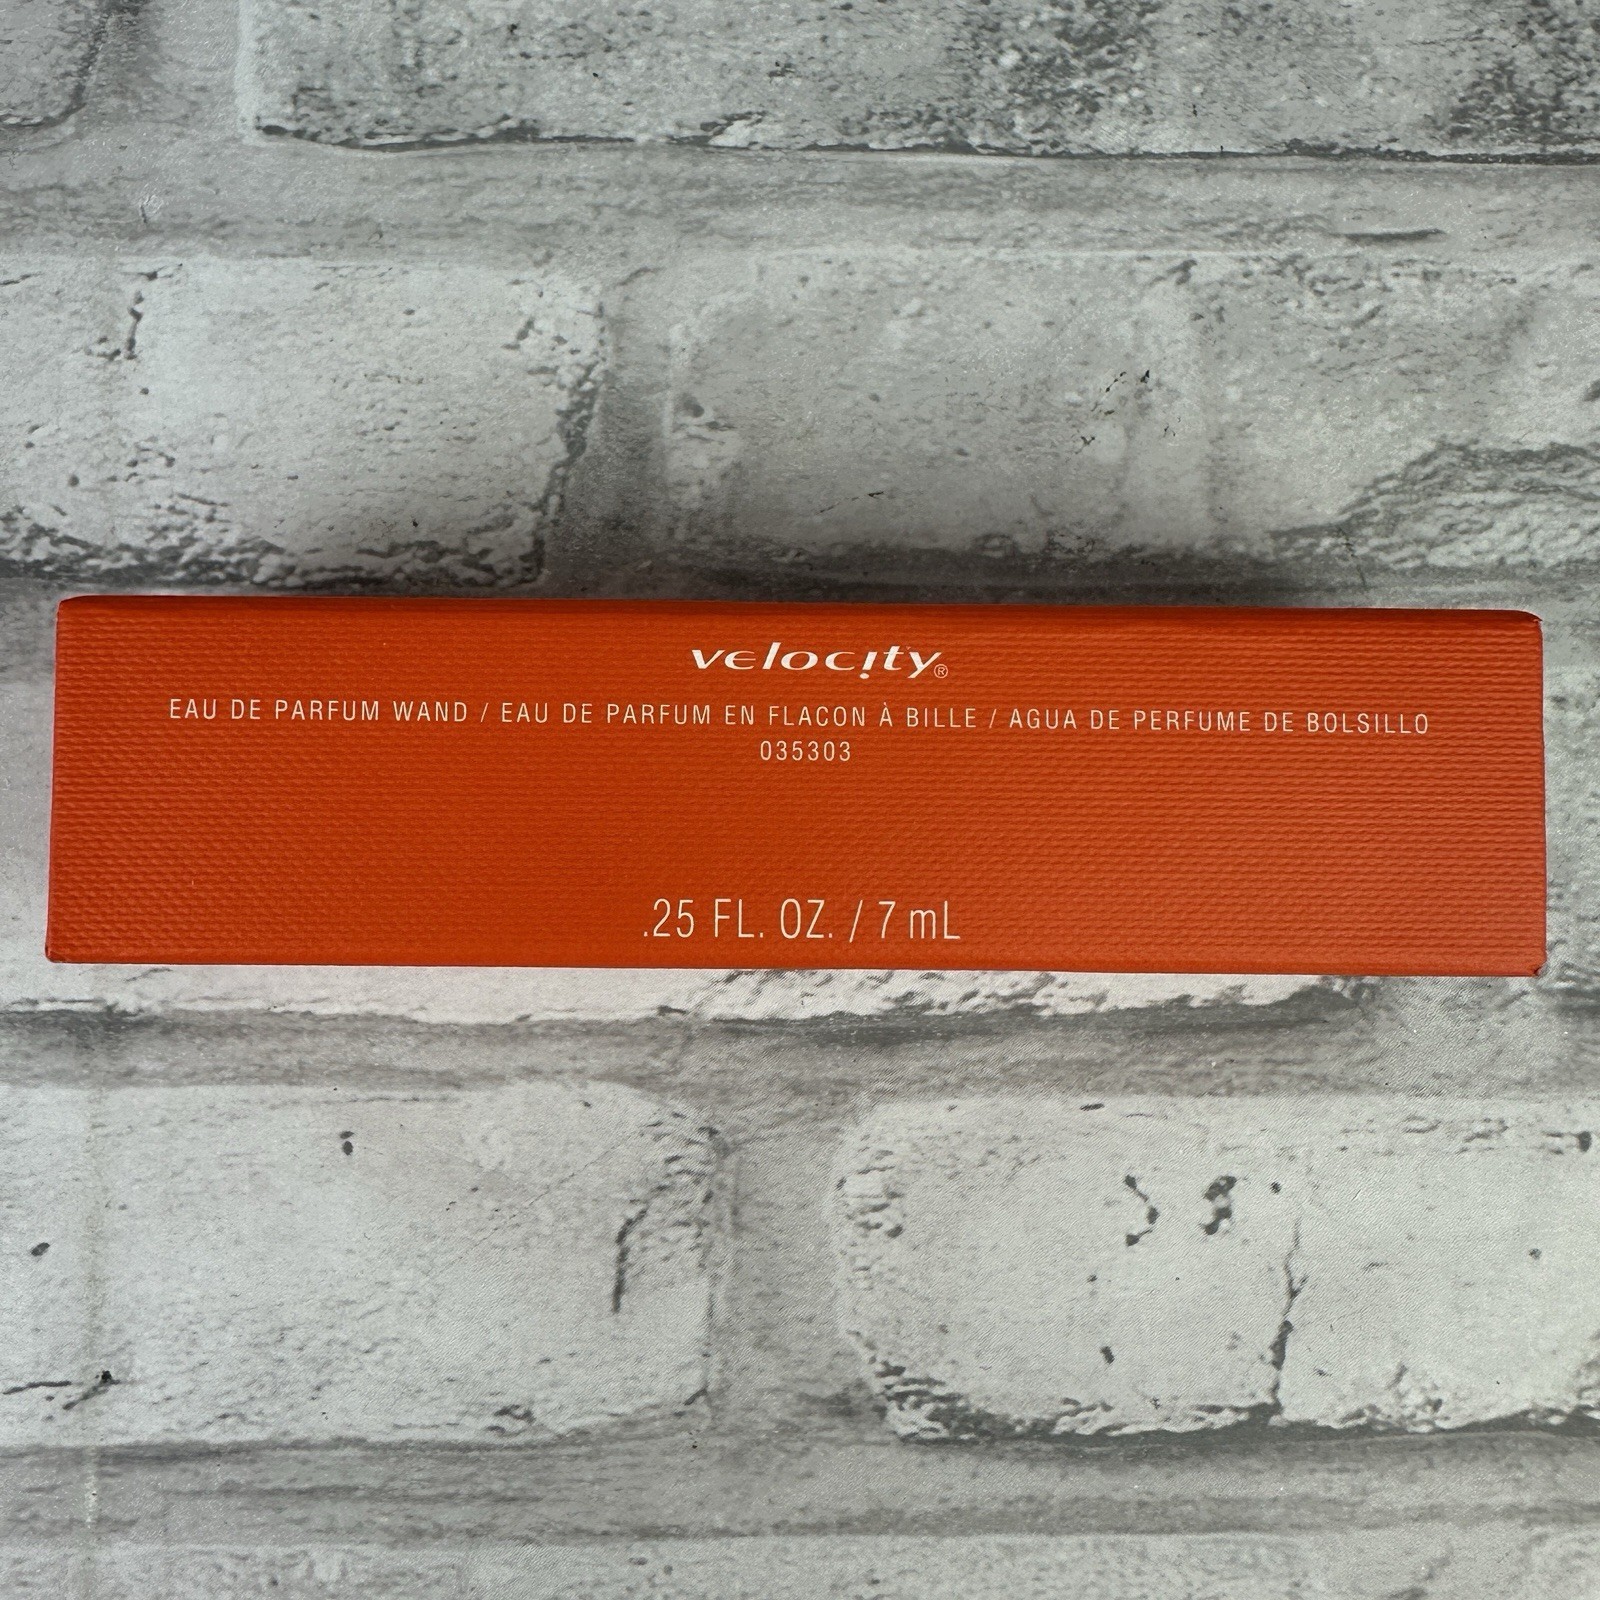 velocity®
EAU DE PARFUM WAND / EAU DE PARFUM EN FLACON À BILLE / AGUA DE PERFUME DE BOLSILLO
035303
.25 FL. OZ. / 7 mL